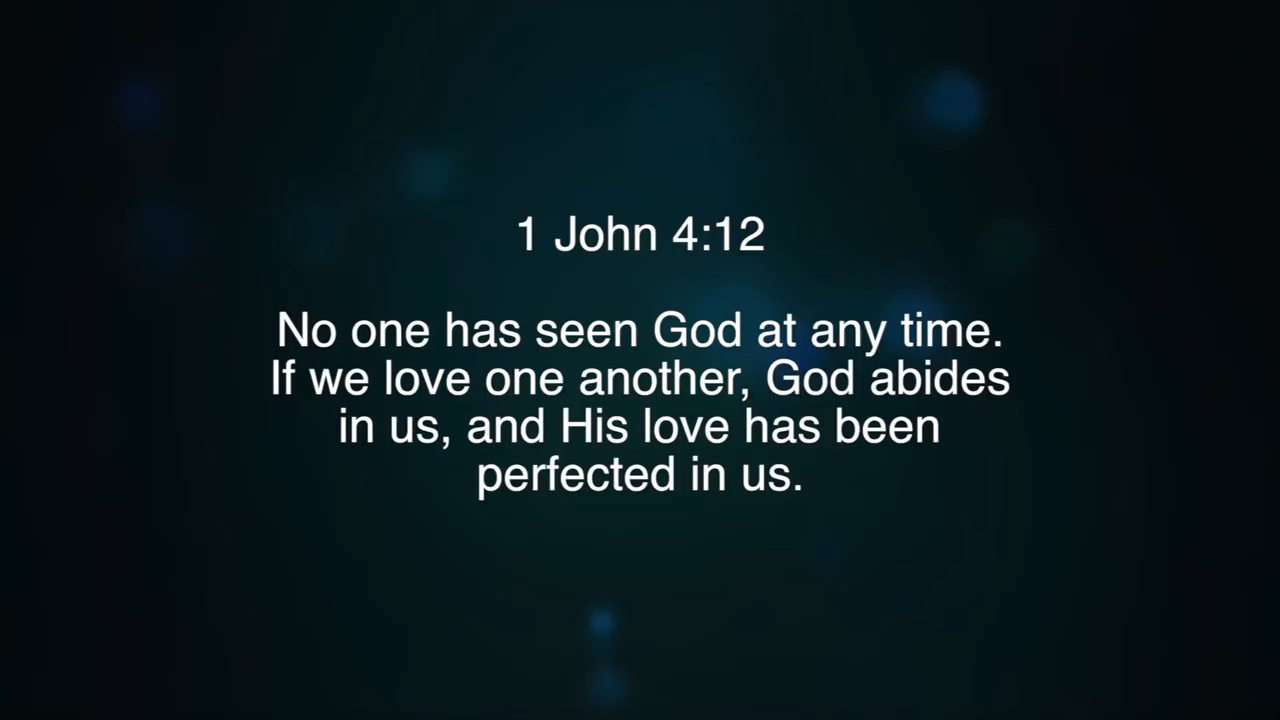 1 John 4:12
No one has seen God at any time.
If we love one another, God abides
in us, and His love has been
perfected in us.